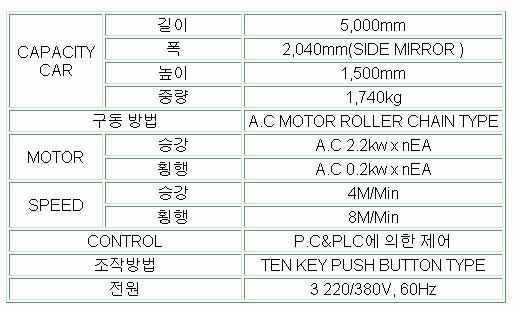 CAPACITY CAR 길이 5,000mm
폭 2,040mm(SIDE MIRROR )
높이 1,500mm
중량 1,740kg
구동 방법 A.C MOTOR ROLLER CHAIN TYPE
MOTOR 승강 A.C 2.2kw x nEA
횡행 A.C 0.2kw x nEA
SPEED 승강 4M/Min
횡행 8M/Min
CONTROL P.C&PLC에 의한 제어
조작방법 TEN KEY PUSH BUTTON TYPE
전원 3 220/380V, 60Hz